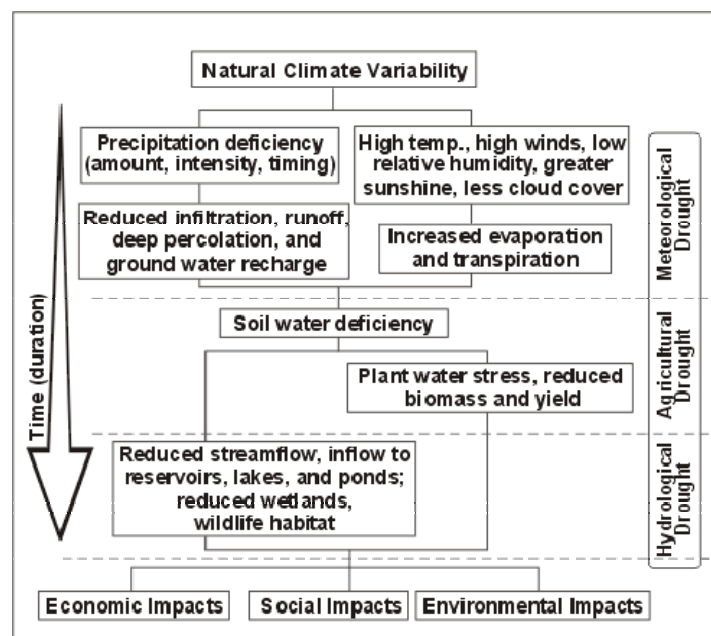 Natural Climate Variability
Precipitation deficiency
(amount, intensity, timing)
High temp., high winds, low
relative humidity, greater
sunshine, less cloud cover
Reduced infiltration, runoff,
deep percolation, and
ground water recharge
Increased evaporation
and transpiration
Meteorological
Drought
Soil water deficiency
Plant water stress, reduced
biomass and yield
Agricultural
Drought
Time (duration)
Reduced streamflow, inflow to
reservoirs, lakes, and ponds;
reduced wetlands,
wildlife habitat
Hydrological
Drought
Economic Impacts
Social Impacts
Environmental Impacts